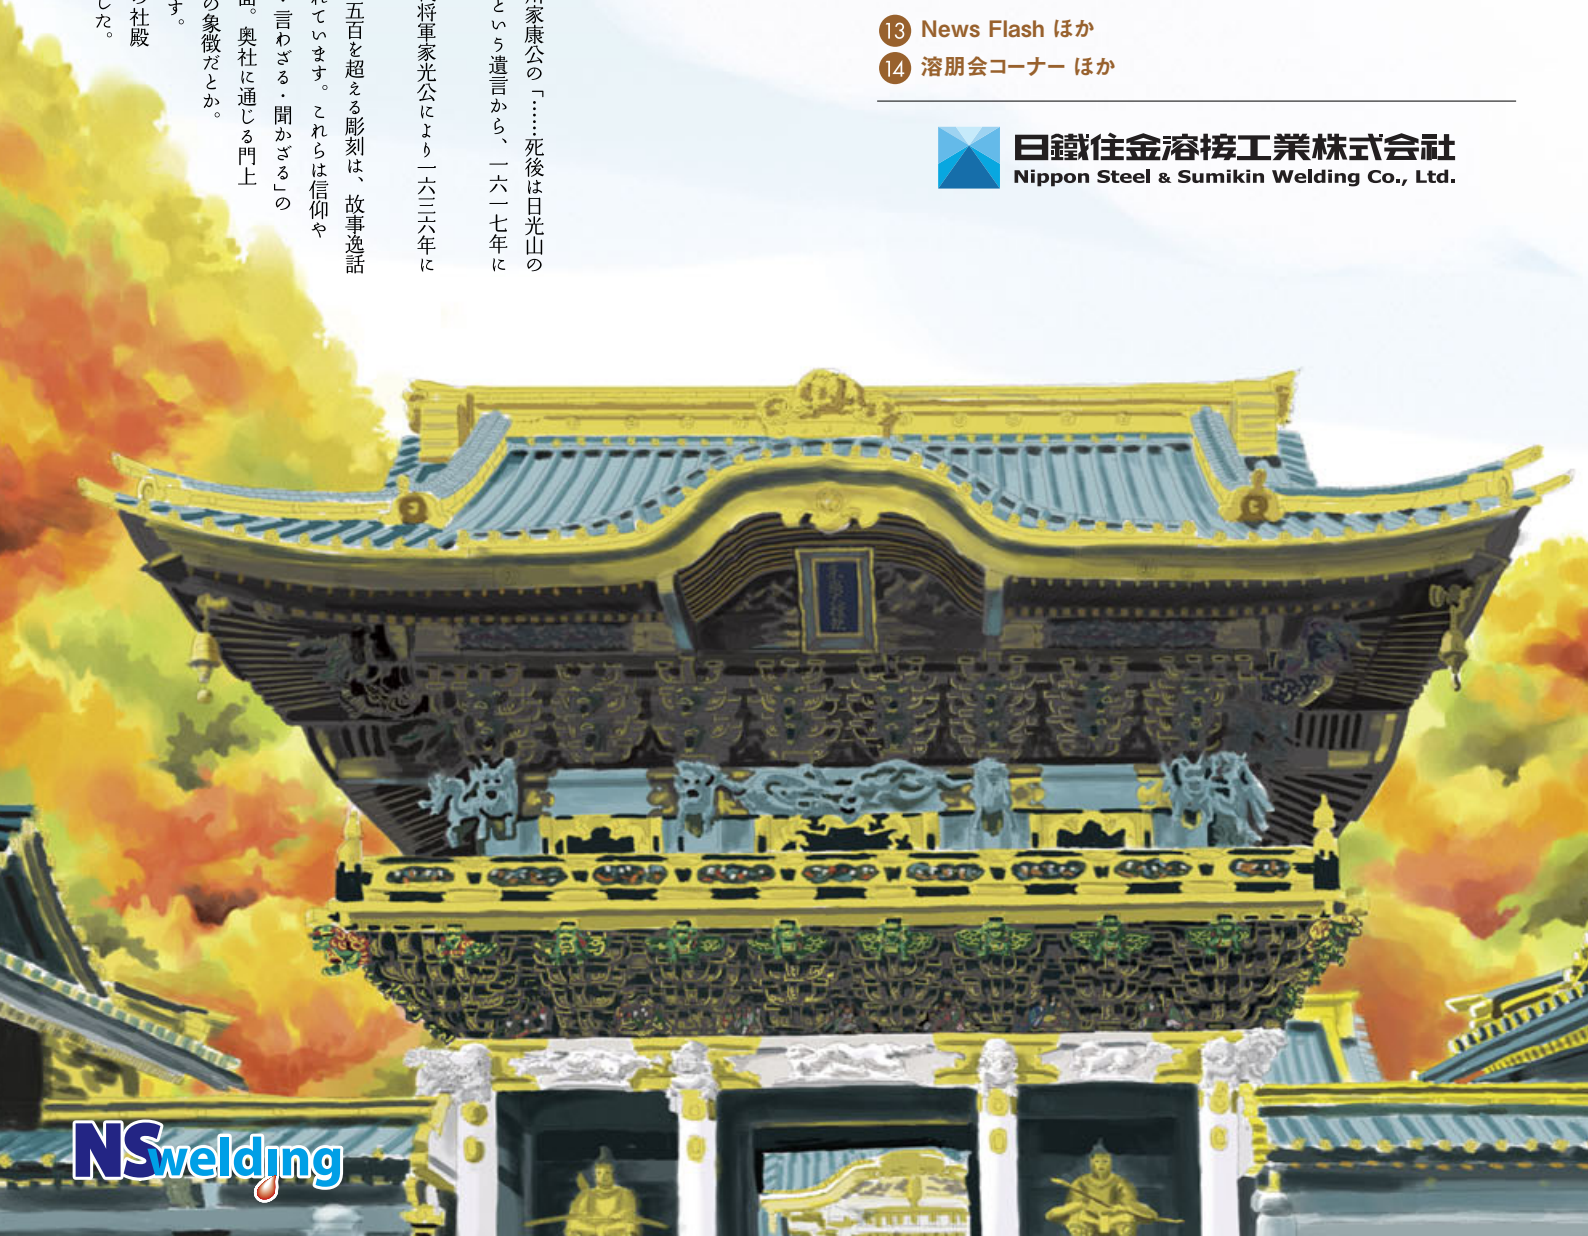 13 News Flash ほか
14 溶朋会コーナー ほか
日鐵住金溶接工業株式会社
Nippon Steel & Sumikin Welding Co., Ltd.
家康公の「……死後は日光山の
という遺言から、一六一七年に
将軍家光公により一六三六年に
五百を超える彫刻は、故事逸話
れています。これらは信仰や
言わざる・聞かざる」の
面。奥社に通じる門上
の象徴だとか。
す。
社殿
した。
NSwelding